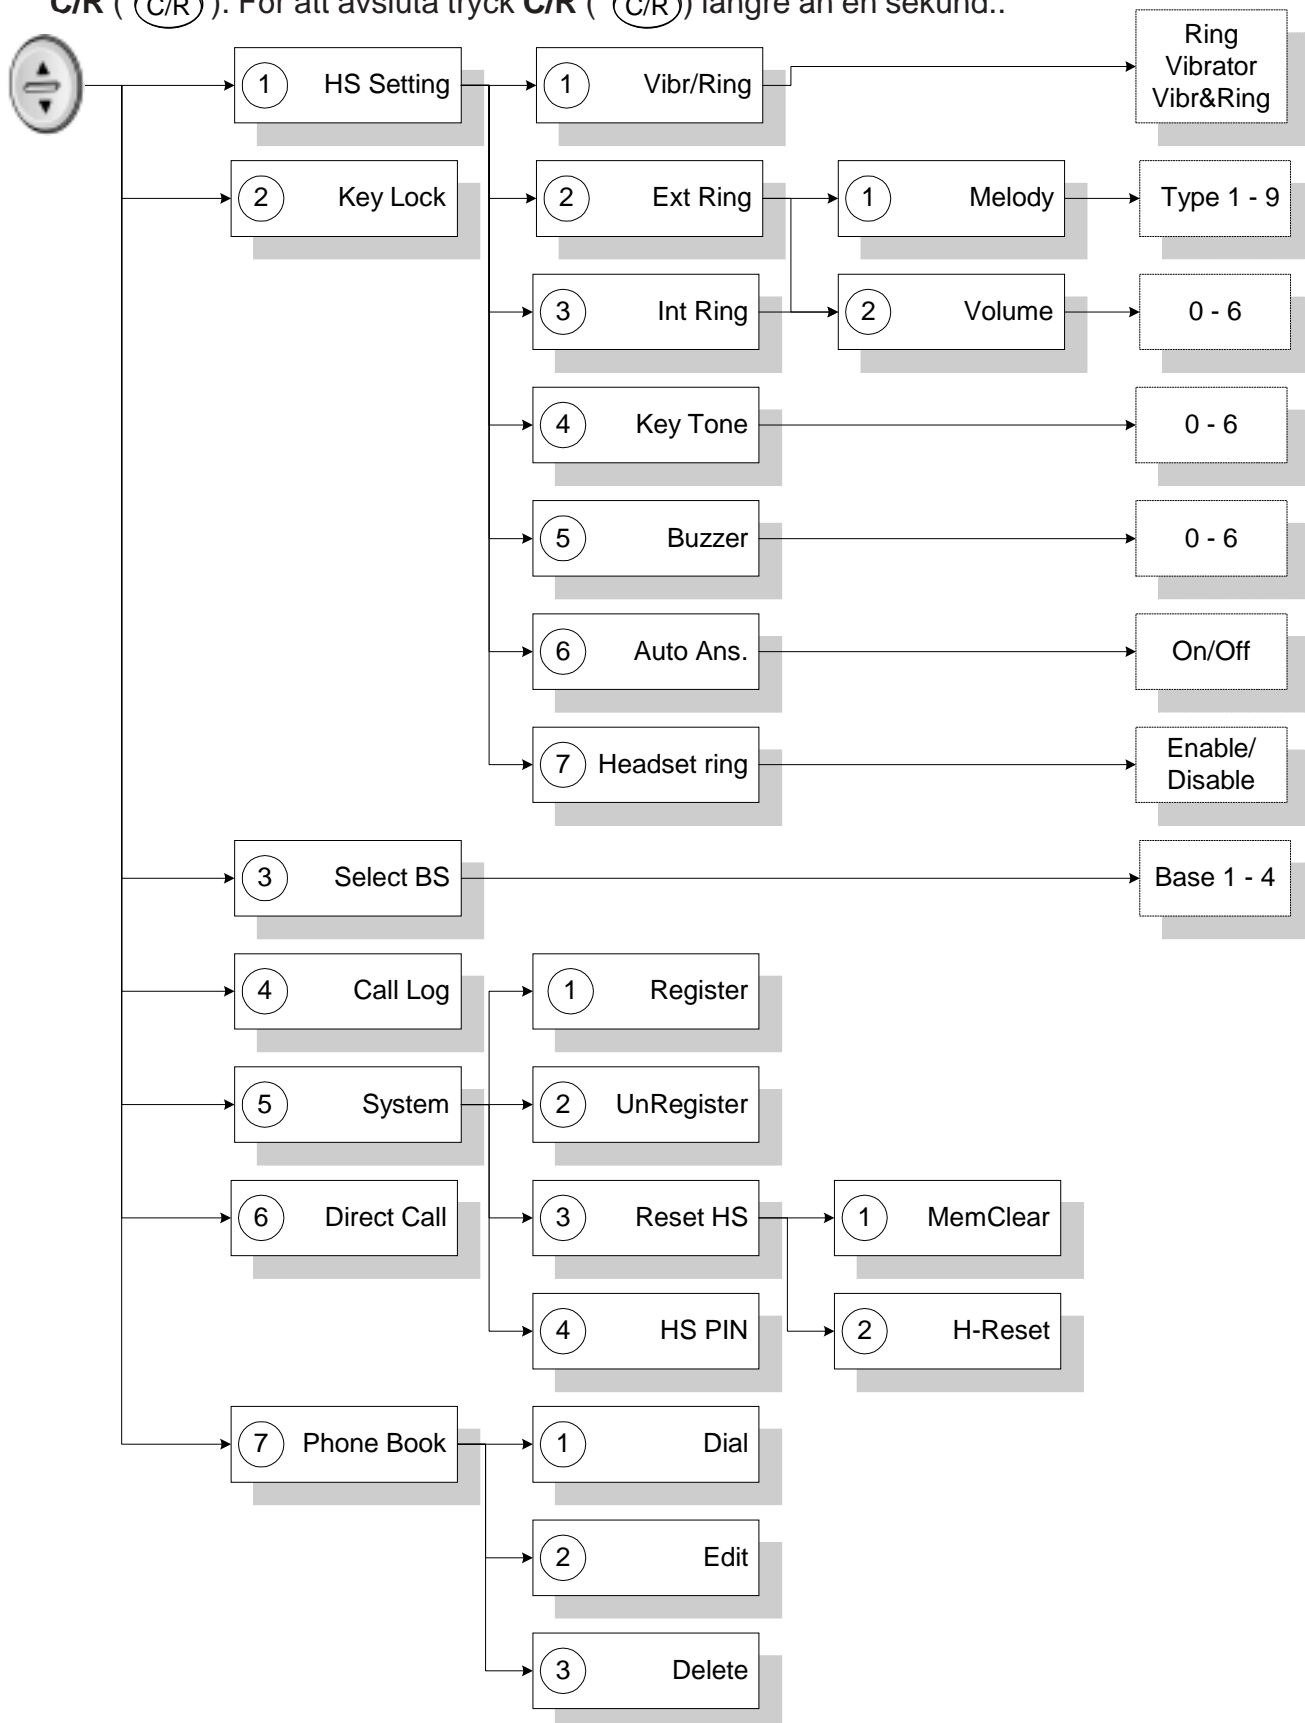 C/R ( C/R ). För att avsluta tryck C/R ( C/R ) längre än en sekund..
1 HS Setting
1 Vibr/Ring
Ring
Vibrator
Vibr&Ring
2 Key Lock
2 Ext Ring
1 Melody
Type 1 - 9
3 Int Ring
2 Volume
0 - 6
4 Key Tone
0 - 6
5 Buzzer
0 - 6
6 Auto Ans.
On/Off
7 Headset ring
Enable/
Disable
3 Select BS
Base 1 - 4
4 Call Log
1 Register
5 System
2 UnRegister
6 Direct Call
3 Reset HS
1 MemClear
4 HS PIN
2 H-Reset
7 Phone Book
1 Dial
2 Edit
3 Delete